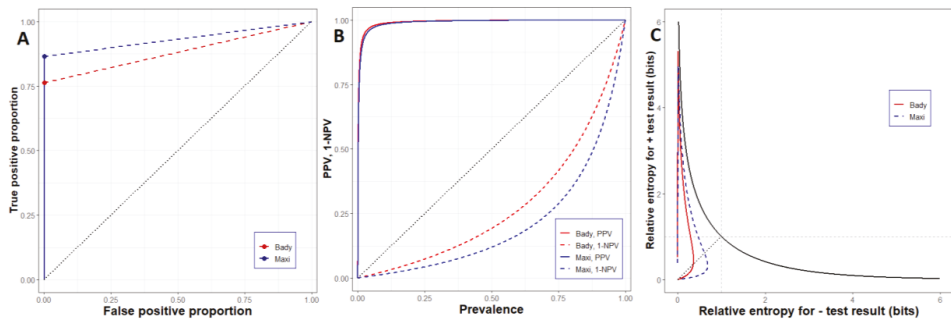 A
True positive proportion
1.00
0.75
0.50
0.25
0.00
0.00
0.25
0.50
0.75
1.00
False positive proportion
Bady
Maxi
B
PPV, 1-NPV
1.00
0.75
0.50
0.25
0.00
0.00
0.25
0.50
0.75
1.00
Prevalence
Bady, PPV
Bady, 1-NPV
Maxi, PPV
Maxi, 1-NPV
C
Relative entropy for + test result (bits)
6
4
2
0
0
2
4
6
Relative entropy for - test result (bits)
Bady
Maxi